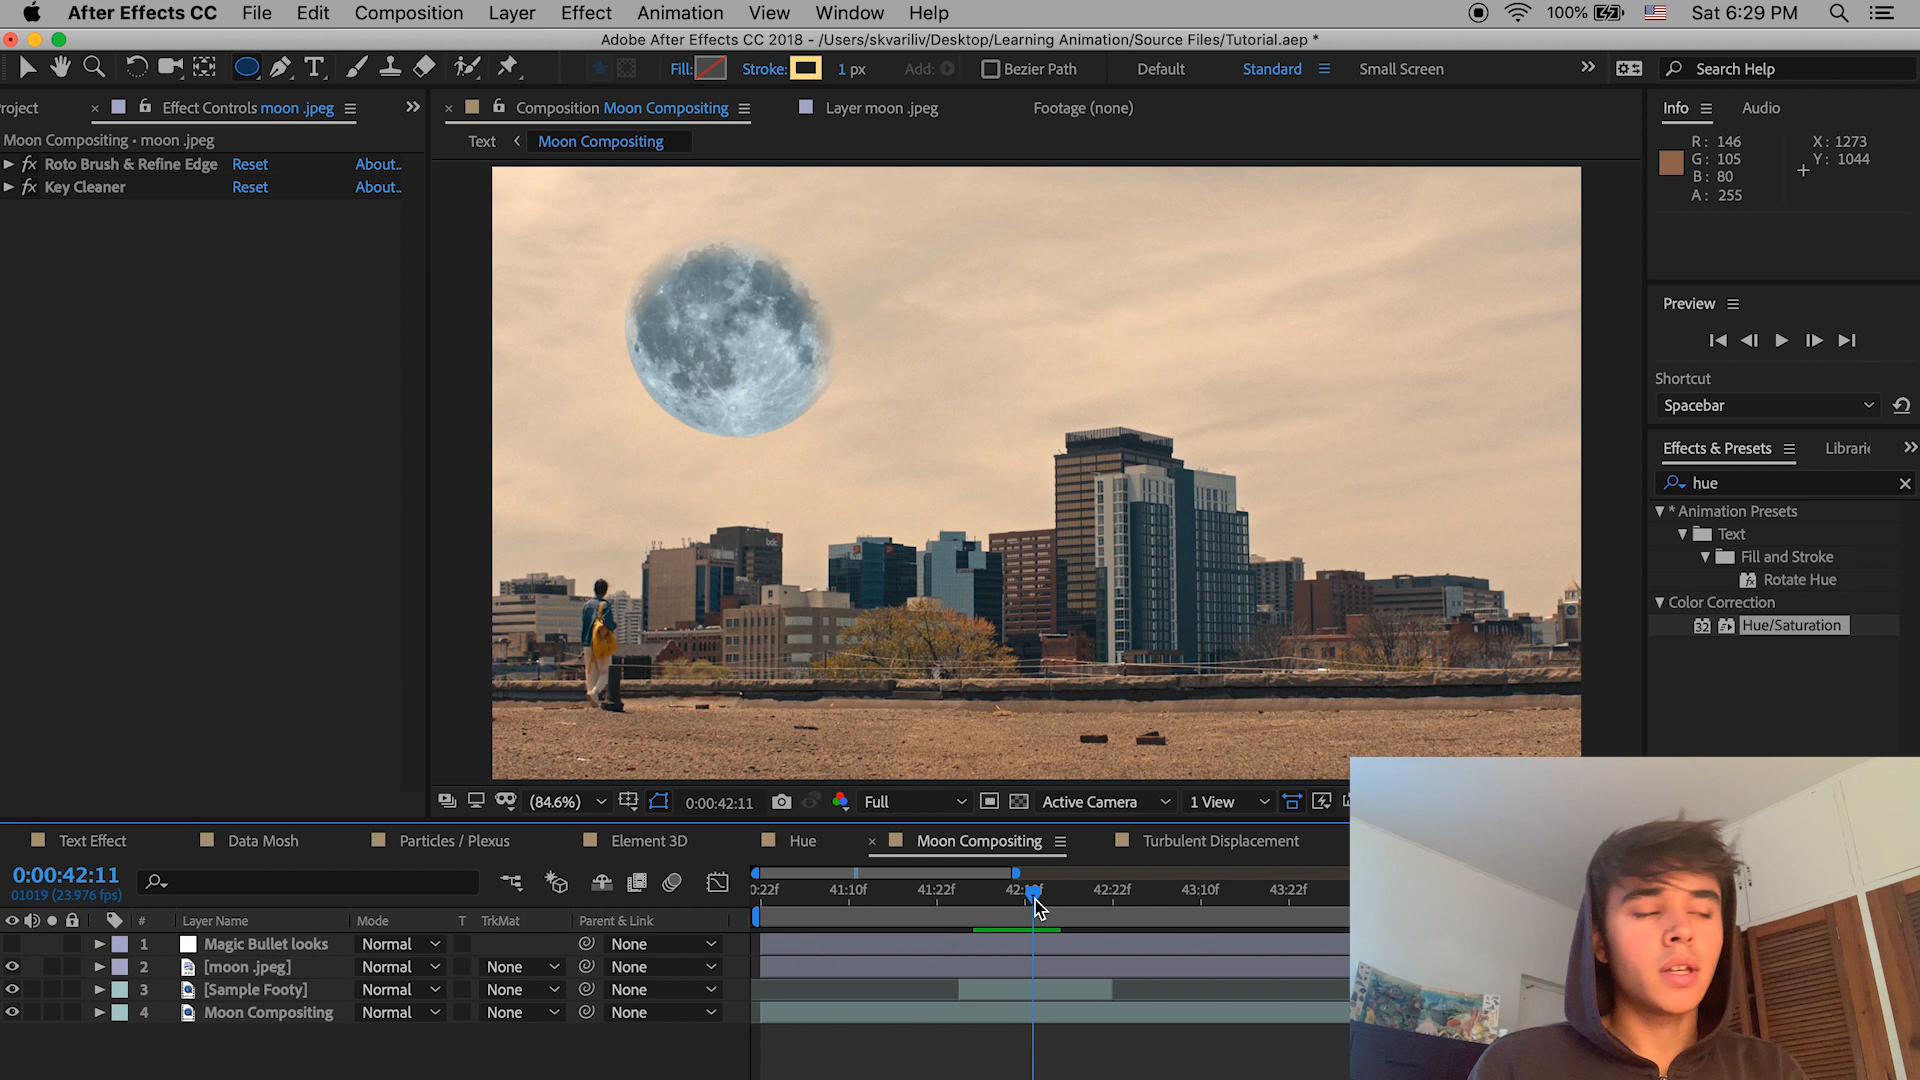 After Effects CC File Edit Composition Layer Effect Animation View Window Help 100% Sat 6:29 PM
Adobe After Effects CC 2018 - /Users/skvariliv/Desktop/Learning Animation/Source Files/Tutorial.aep *
Fill: Stroke: 1 px Add: Bezier Path Default Standard Small Screen Search Help
roject Effect Controls moon .jpeg Composition Moon Compositing Layer moon .jpeg Footage (none) Info Audio
Moon Compositing • moon .jpeg Text Moon Compositing
R: 146 X: 1273
G: 105 Y: 1044
B: 80
A: 255
fx Roto Brush & Refine Edge Reset About..
fx Key Cleaner Reset About..
Preview
Shortcut
Spacebar
Effects & Presets Librari
hue
* Animation Presets
Text
Fill and Stroke
Rotate Hue
Color Correction
32 Hue/Saturation
bdc
(84.6%) 0:00:42:11 Full Active Camera 1 View
Text Effect Data Mosh Particles / Plexus Element 3D Hue Moon Compositing Turbulent Displacement
0:00:42:11
01019 (23.976 fps)
0:22f 41:10f 41:22f 42:22f 43:10f 43:22f
# Layer Name Mode T TrkMat Parent & Link
1 Magic Bullet looks Normal None
2 [moon .jpeg] Normal None None
3 [Sample Footy] Normal None None
4 Moon Compositing Normal None None